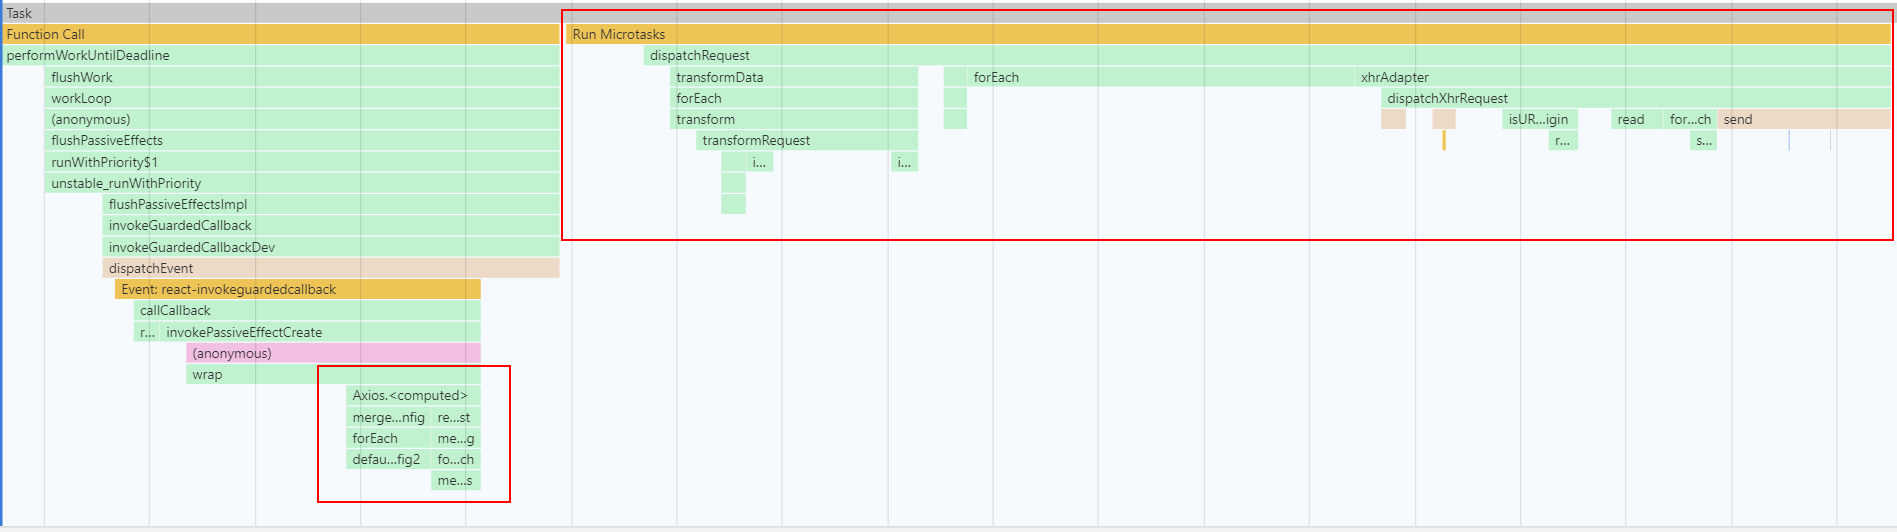 Task
Function Call
Run Microtasks
performWorkUntilDeadline
dispatchRequest
flushWork
transformData
forEach
xhrAdapter
workLoop
forEach
dispatchXhrRequest
(anonymous)
transform
isUR...igin
read
for...ch
send
flushPassiveEffects
transformRequest
r...
s...
runWithPriority$1
i...
i...
unstable_runWithPriority
flushPassiveEffectsImpl
invokeGuardedCallback
invokeGuardedCallbackDev
dispatchEvent
Event: react-invokeguardedcallback
callCallback
r...
invokePassiveEffectCreate
(anonymous)
wrap
Axios.<computed>
merge...nfig
re...st
forEach
me...g
defau...fig2
fo...ch
me...s